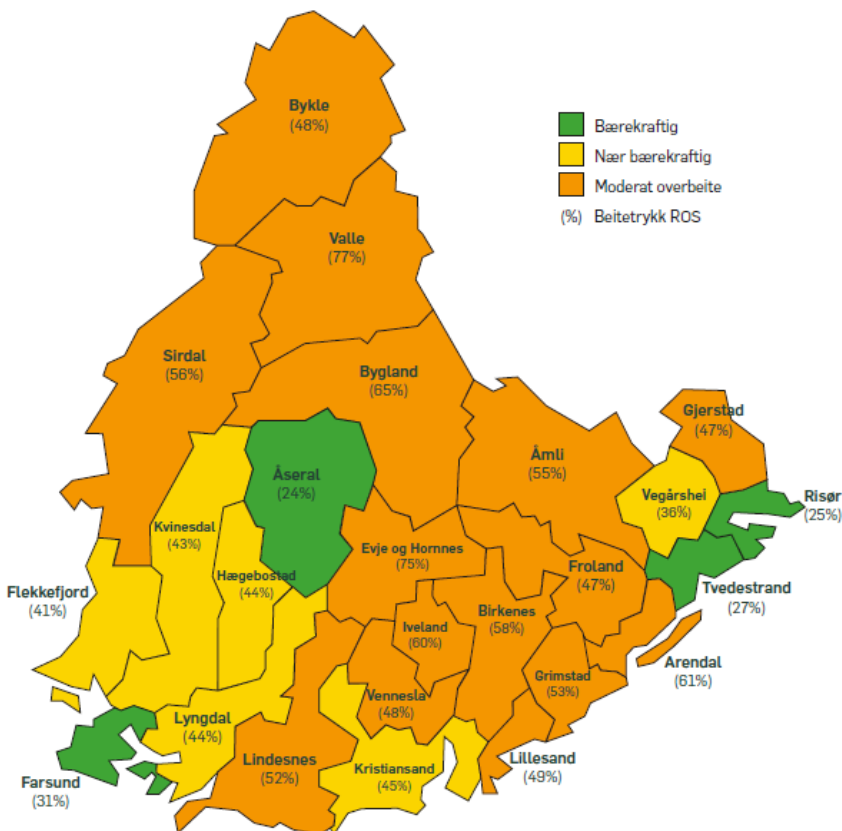 Bykle
(48%)
Bærekraftig
Nær bærekraftig
Moderat overbeite
(%) Beitetrykk ROS
Valle
(77%)
Sirdal
(56%)
Bygland
(65%)
Gjerstad
(47%)
Åmli
(55%)
Åseral
(24%)
Vegårshei
(36%)
Risør
(25%)
Kvinesdal
(43%)
Evje og Hornnes
(75%)
Froland
(47%)
Hægebostad
(44%)
Flekkefjord
(41%)
Tvedestrand
(27%)
Birkenes
(58%)
Iveland
(60%)
Arendal
(61%)
Grimstad
(53%)
Vennesla
(48%)
Lyngdal
(44%)
Lindesnes
(52%)
Kristiansand
(45%)
Lillesand
(49%)
Farsund
(31%)